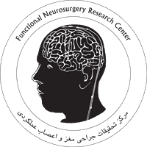 Functional Neurosurgery Research Center
مرکز تحقیقات جراحی مغز و اعصاب عملکردی